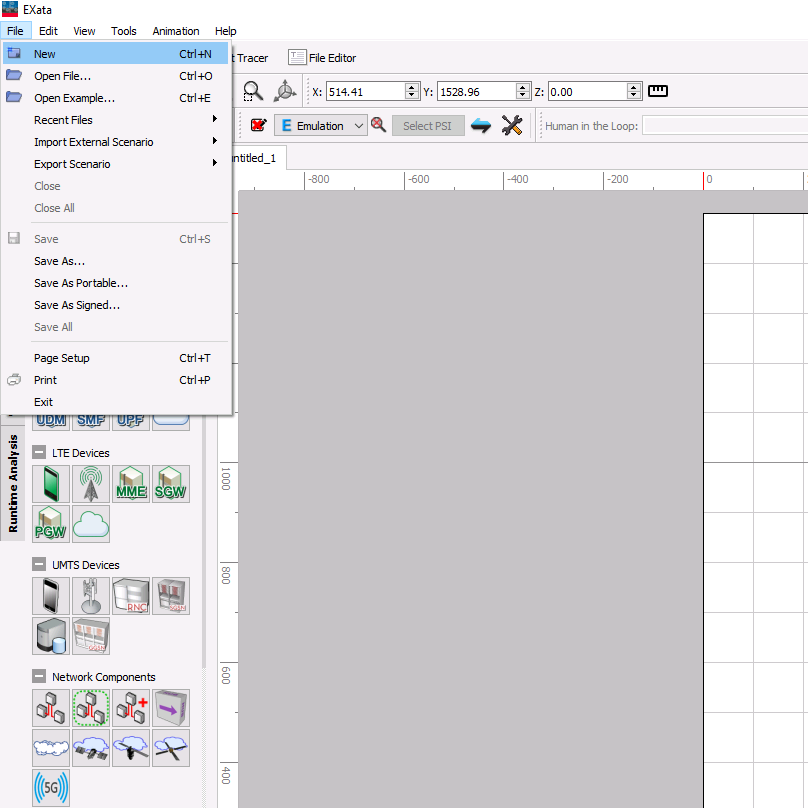 EXata
File Edit View Tools Animation Help
New Ctrl+N
Open File... Ctrl+O
Open Example... Ctrl+E
Recent Files
Import External Scenario
Export Scenario
Close
Close All
Save Ctrl+S
Save As...
Save As Portable...
Save As Signed...
Save All
Page Setup Ctrl+T
Print Ctrl+P
Exit
t Tracer File Editor
X: 514.41 Y: 1528.96 Z: 0.00
E Emulation Select PSI Human in the Loop:
untitled_1
-800 -600 -400 -200 0
1000
800
600
400
Runtime Analysis
UDM SMF UPF
LTE Devices
MME SGW
PGW
UMTS Devices
RNC
Network Components
5G